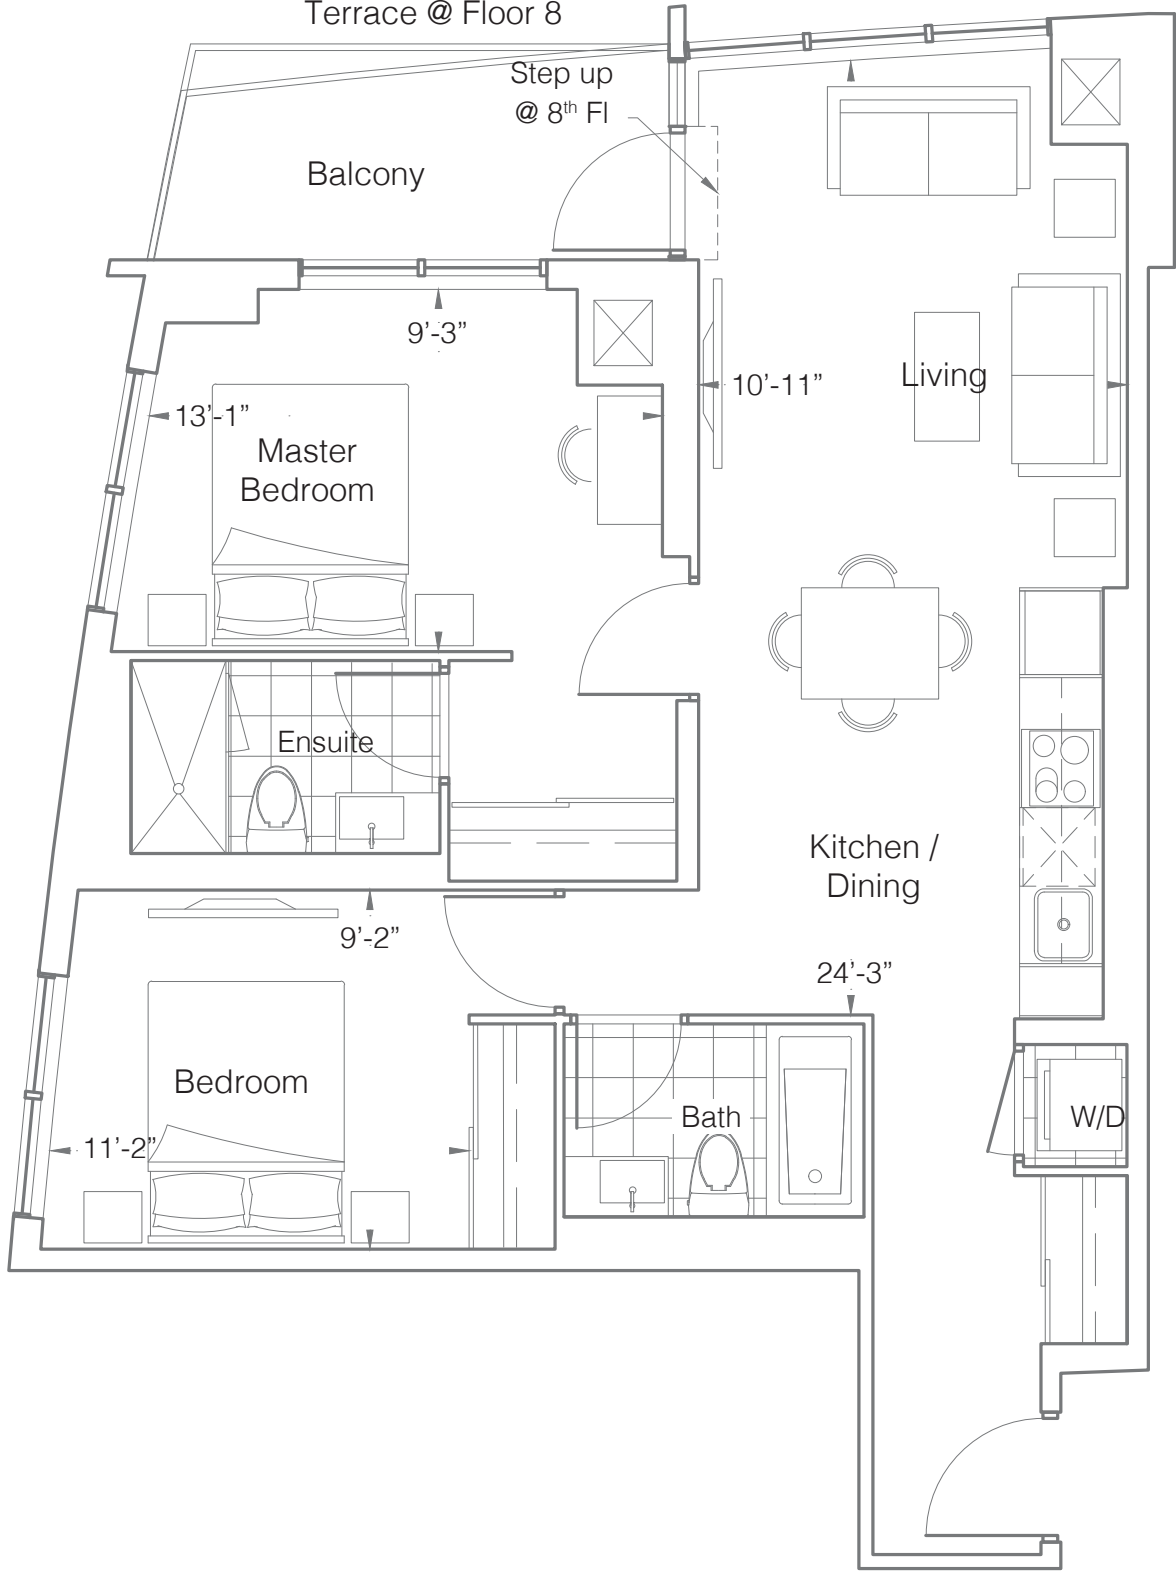 Terrace @ Floor 8
Step up
@ 8th Fl
Balcony
9'-3”
10'-11”
Living
13'-1”
Master
Bedroom
Ensuite
Kitchen /
Dining
9'-2”
24'-3”
Bedroom
Bath
W/D
11'-2”